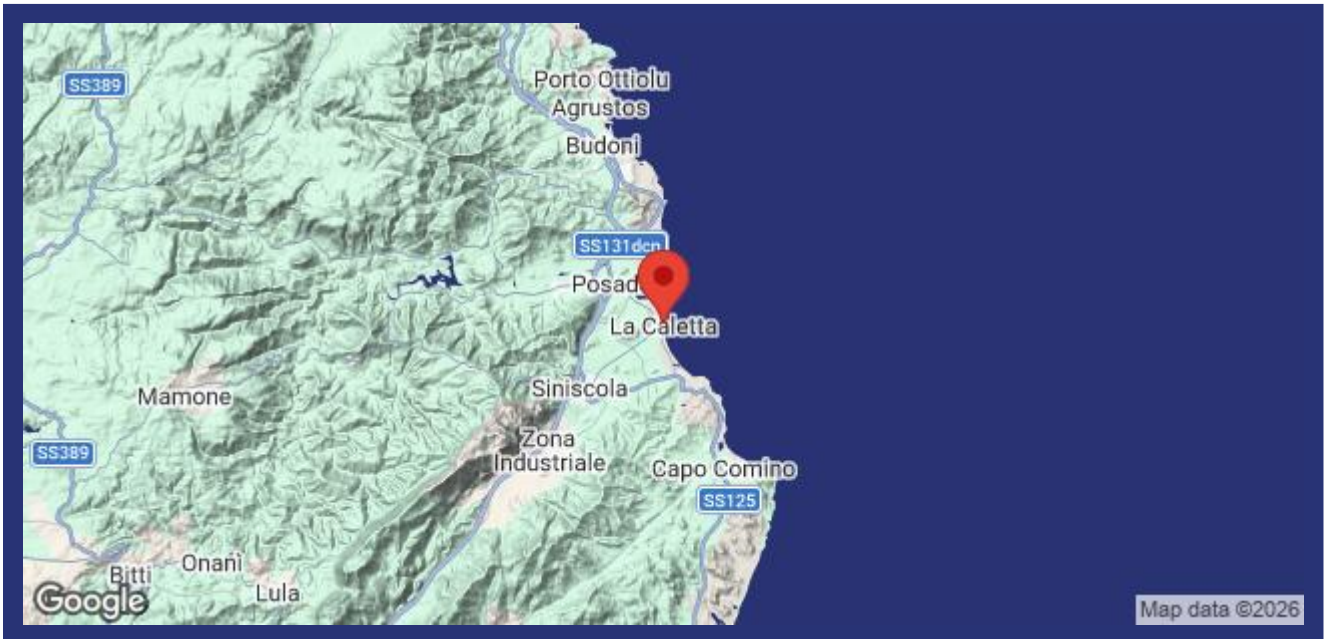 SS389
Porto Ottiolu
Agrustos
Budoni
SS131dcn
Posad
La Caletta
Siniscola
Mamone
Zona
Industriale
SS389
Capo Comino
SS125
Onanì
Bitti
Lula
Google
Map data ©2026